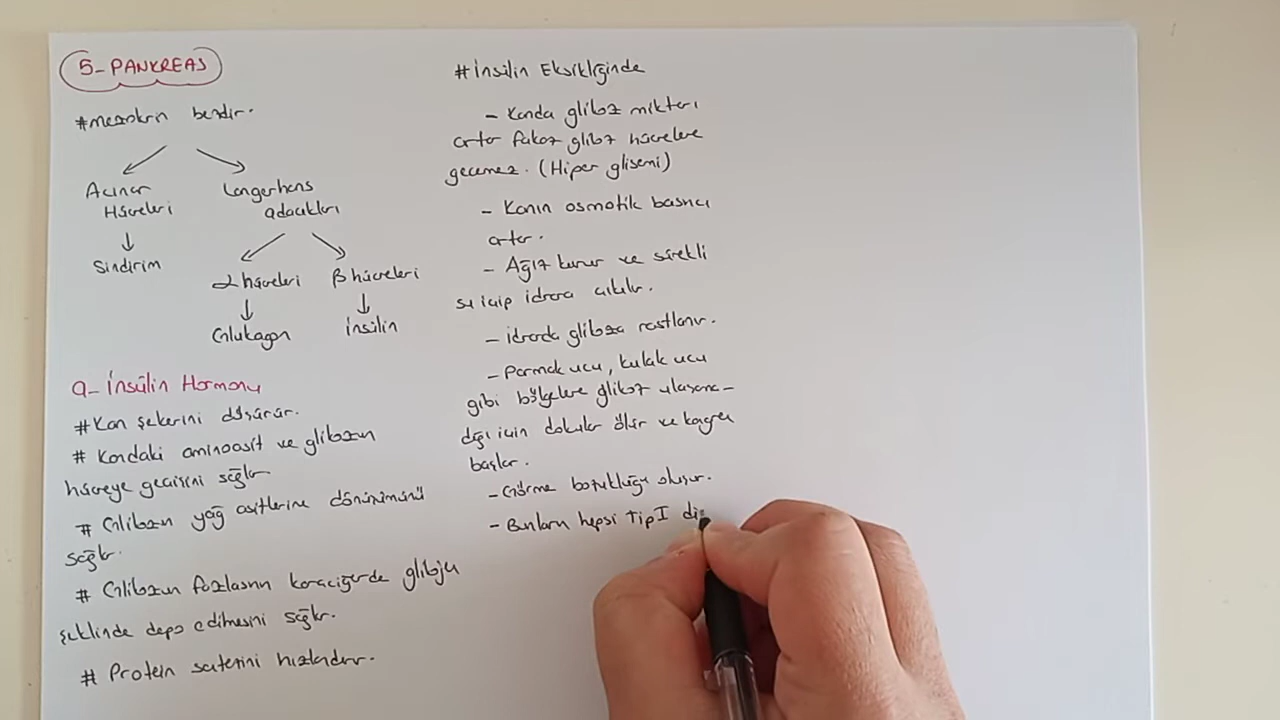 5- PANKREAS
# mezokrin bezdir.
Acınar
Hücreleri
Langerhans
adacıkları
Sindirim
α hücreleri
β hücreleri
Glukagon
İnsülin
a- İnsülin Hormonu
# Kan şekerini düşürür.
# Kandaki aminoasit ve glikozun
hücreye geçişini sağlar
# Glikozun yağ asitlerine dönüşümünü
sağlar.
# Glikozun fazlasının karaciğerde glikojen
şeklinde depo edilmesini sağlar.
# Protein sentezini hızlandırır.
# İnsilin Eksikliğinde
- Kanda glikoz miktarı
artar fakat glikoz hücrelere
geçemez. (Hiper glisemi)
- Kanın osmotik basıncı
artar.
- Ağız kurur ve sürekli
su içip idrara çıkılır.
- İdrarda glikoza rastlanır.
- Parmak ucu, kulak ucu
gibi bölgelere glikoz ulaşama-
dığı için dokular ölür ve kangren
başlar.
- Görme bozukluğu oluşur.
- Bunların hepsi Tip I di